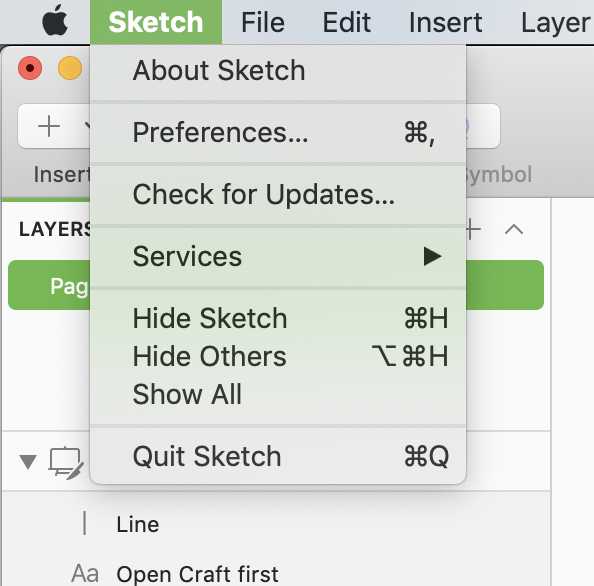 Sketch File Edit Insert Layer
About Sketch
Preferences... ⌘,
Insert
Check for Updates...
LAYERS
Services ▶
Pag
Hide Sketch ⌘H
Hide Others ⌥⌘H
Show All
Quit Sketch ⌘Q
Line
Aa Open Craft first